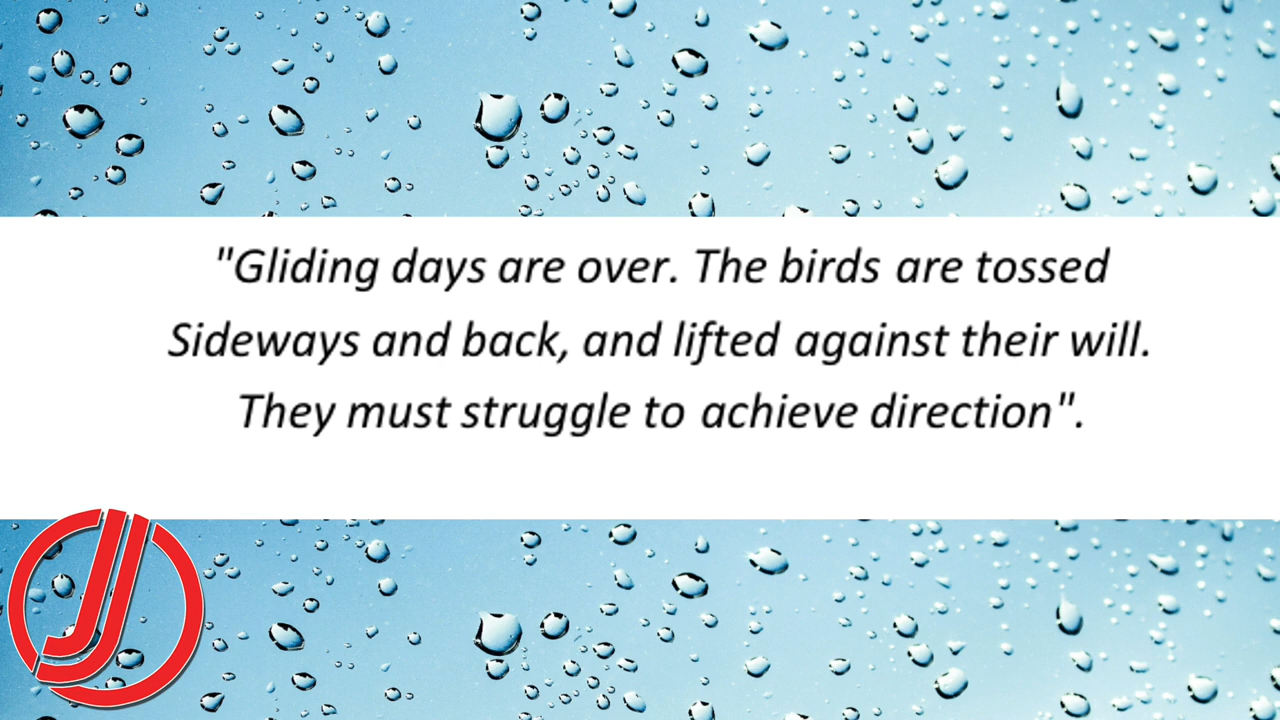 "Gliding days are over. The birds are tossed
Sideways and back, and lifted against their will.
They must struggle to achieve direction".